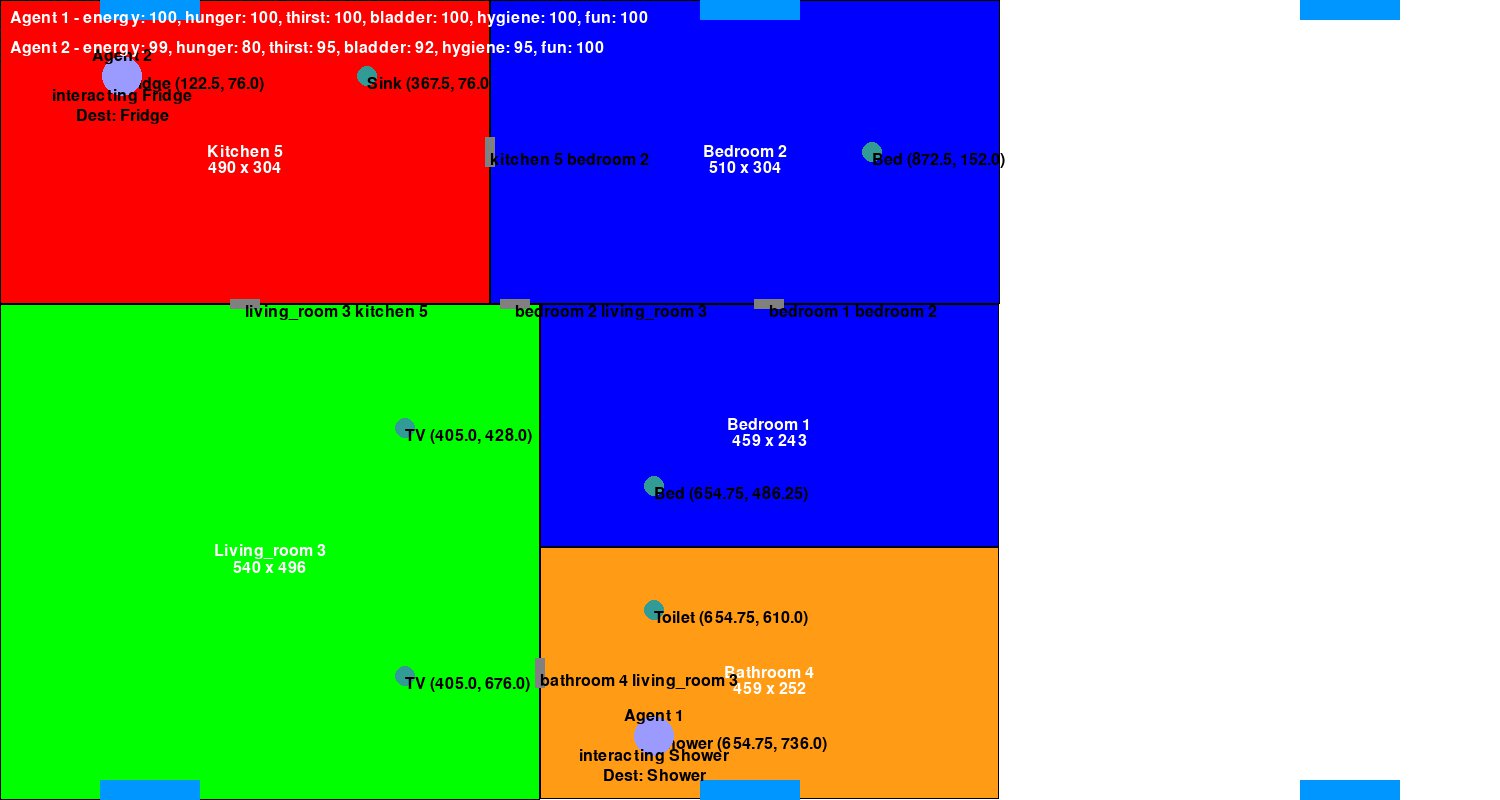 Agent 1 - energy: 100, hunger: 100, thirst: 100, bladder: 100, hygiene: 100, fun: 100
Agent 2 - energy: 99, hunger: 80, thirst: 95, bladder: 92, hygiene: 95, fun: 100
Agent 2
(122.5, 76.0)
Sink (367.5, 76.0
interacting Fridge
Dest: Fridge
Kitchen 5
490 x 304
kitchen 5 bedroom 2
Bedroom 2
510 x 304
Bed (872.5, 152.0)
living_room 3 kitchen 5
bedroom 2 living_room 3
bedroom 1 bedroom 2
TV (405.0, 428.0)
Bedroom 1
459 x 243
Bed (654.75, 486.25)
Living_room 3
540 x 496
Toilet (654.75, 610.0)
TV (405.0, 676.0)
Bathroom 4
459 x 252
bathroom 4 living_room 3
Agent 1
(654.75, 736.0)
interacting Shower
Dest: Shower